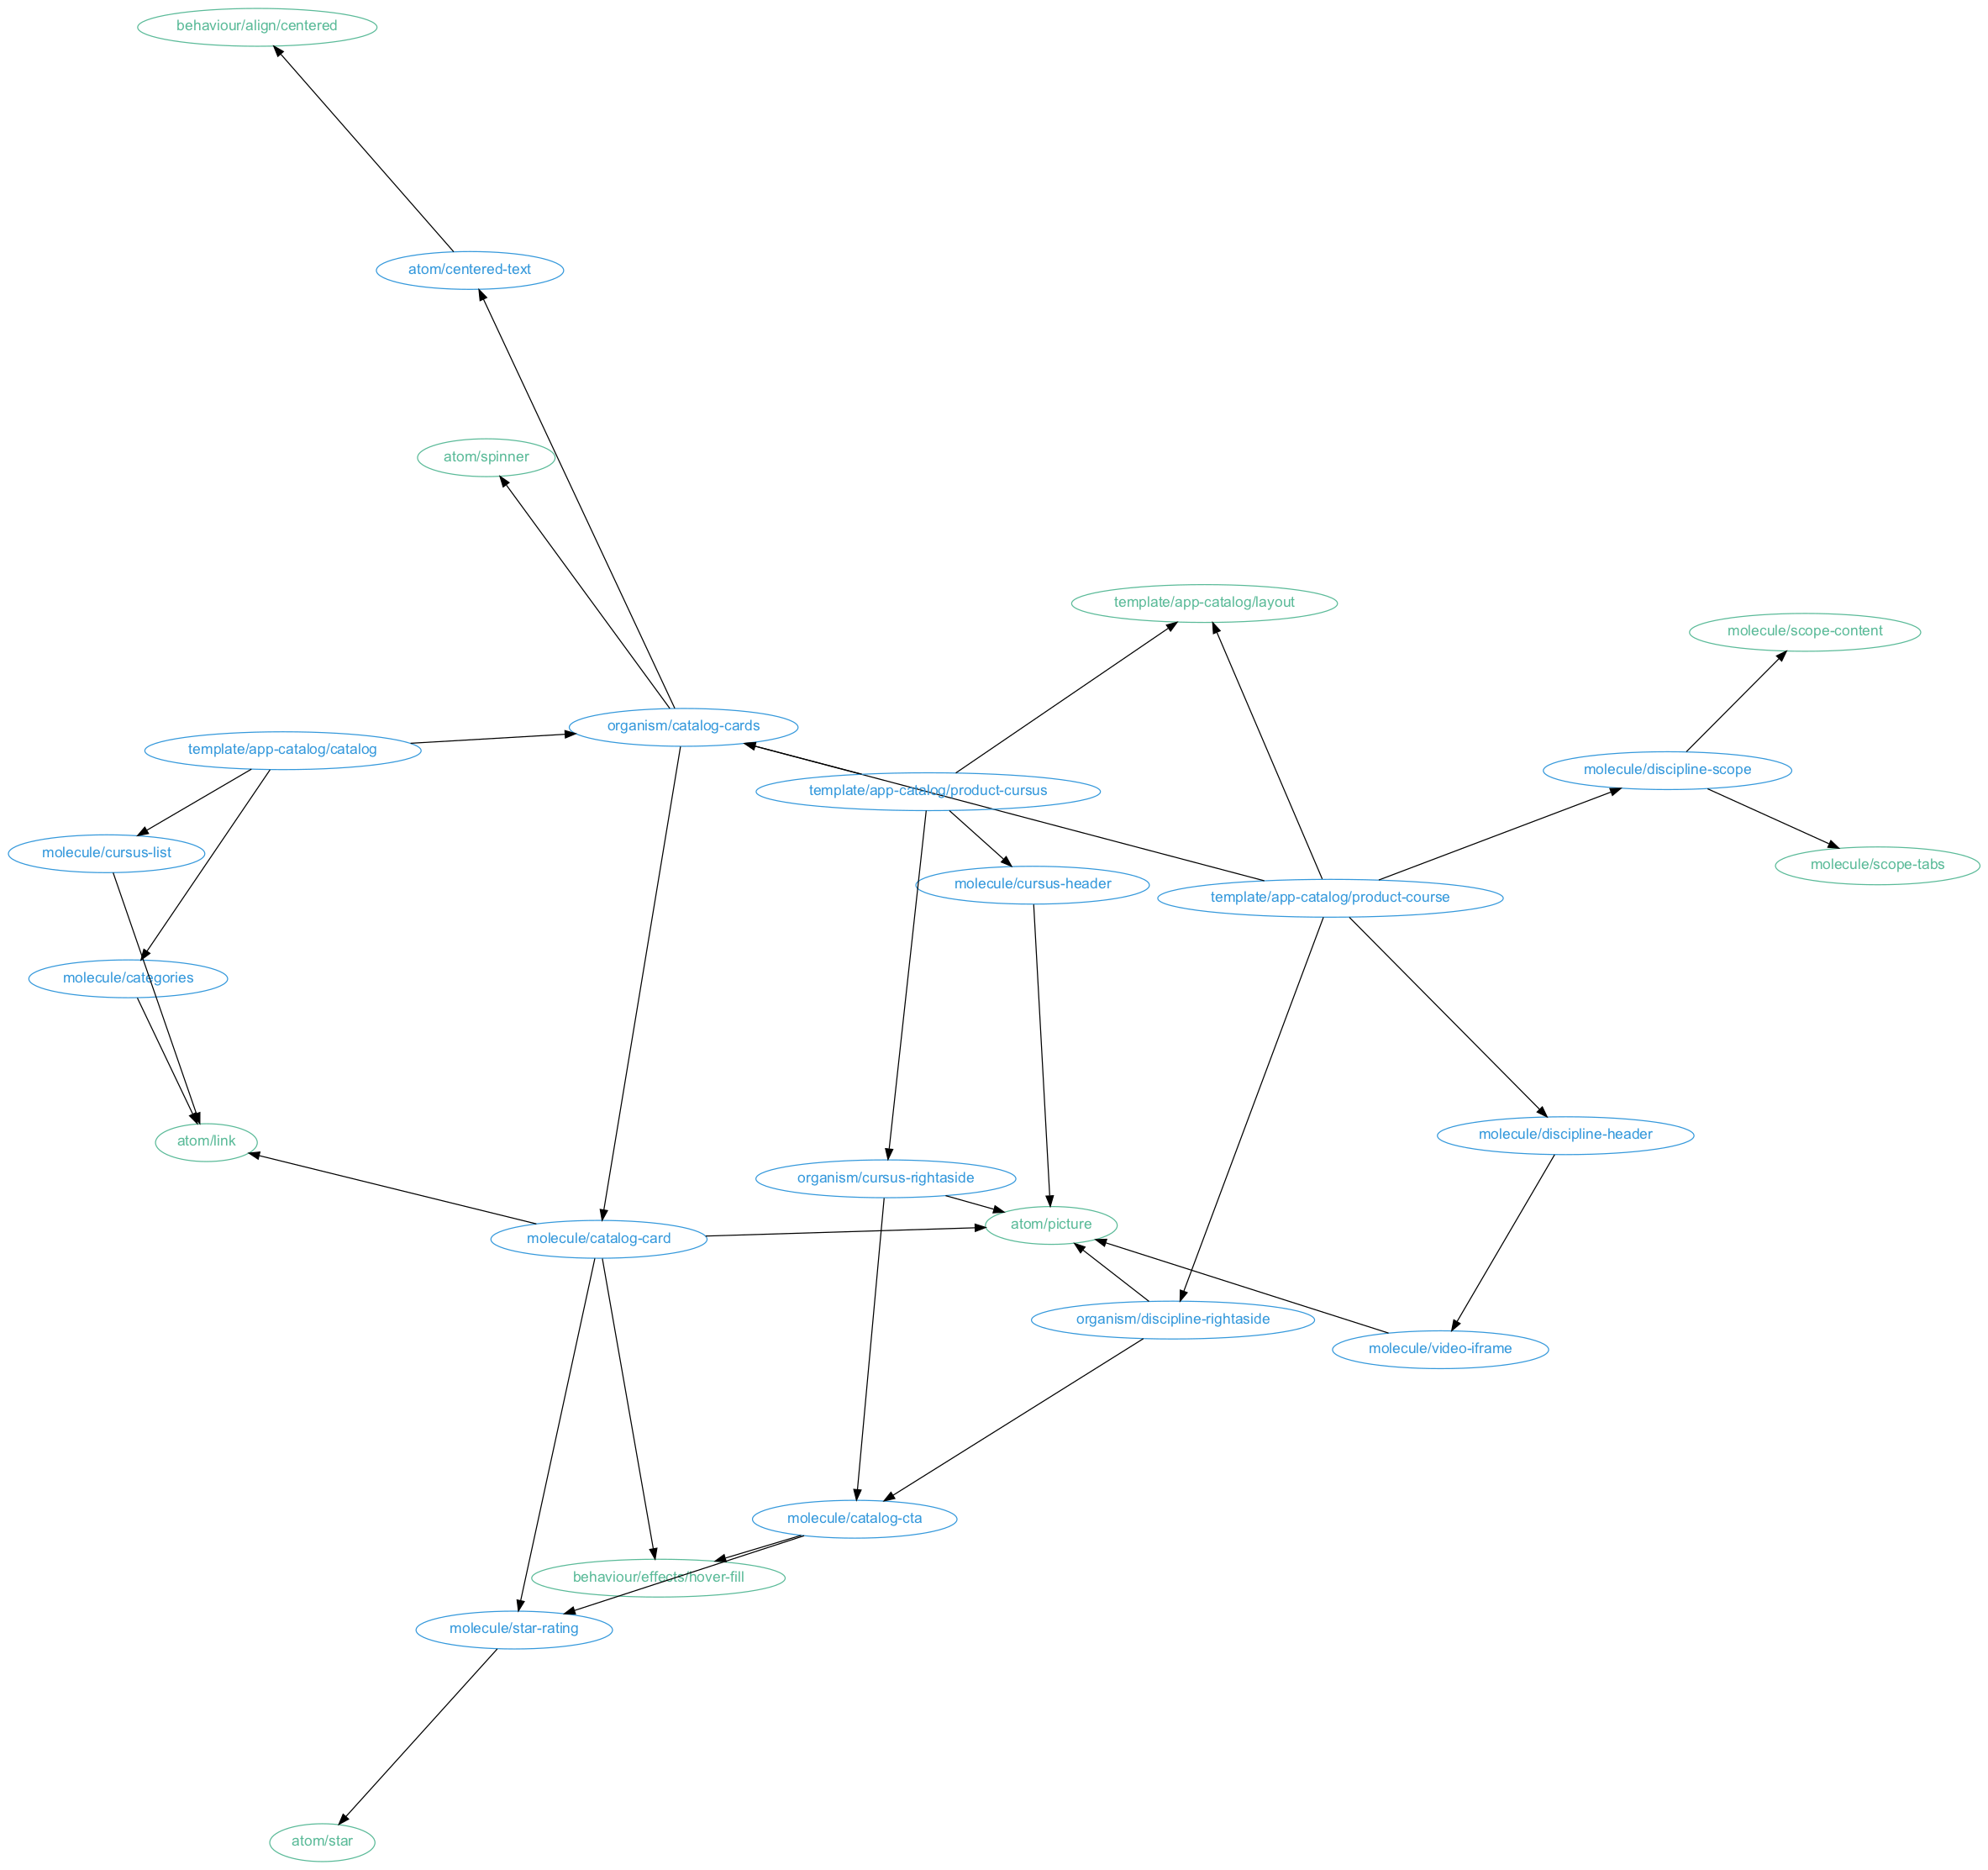 behaviour/align/centered
atom/centered-text
atom/spinner
template/app-catalog/layout
molecule/scope-content
organism/catalog-cards
template/app-catalog/catalog
molecule/discipline-scope
template/app-catalog/product-cursus
molecule/cursus-list
molecule/scope-tabs
molecule/cursus-header
template/app-catalog/product-course
molecule/categories
molecule/discipline-header
atom/link
organism/cursus-rightaside
atom/picture
molecule/catalog-card
organism/discipline-rightaside
molecule/video-iframe
molecule/catalog-cta
behaviour/effects/hover-fill
molecule/star-rating
atom/star